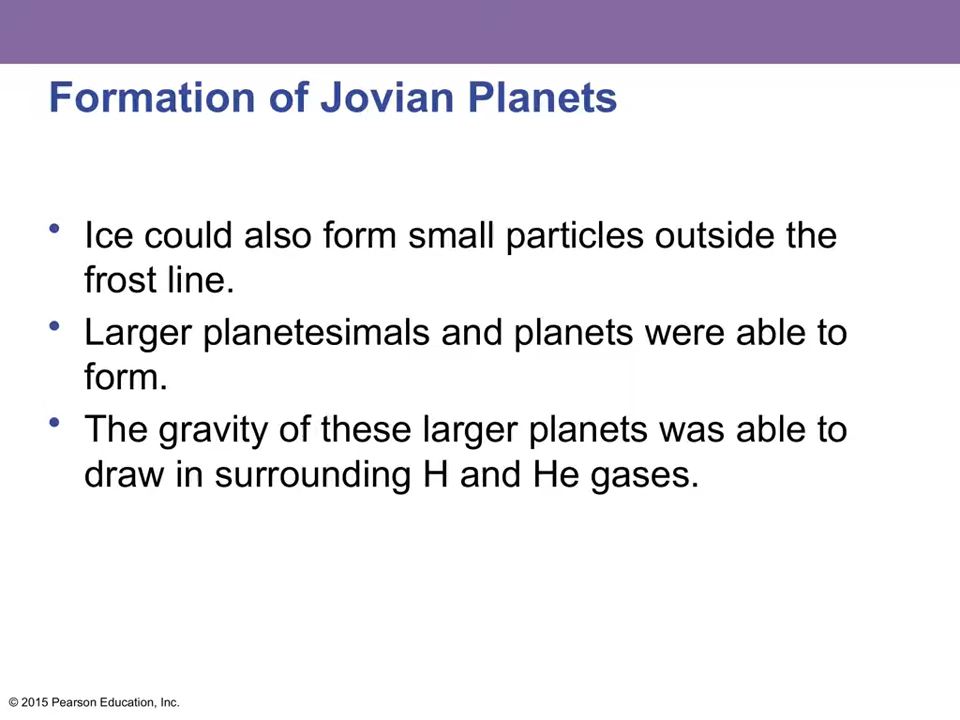 Formation of Jovian Planets
• Ice could also form small particles outside the
frost line.
• Larger planetesimals and planets were able to
form.
• The gravity of these larger planets was able to
draw in surrounding H and He gases.
© 2015 Pearson Education, Inc.